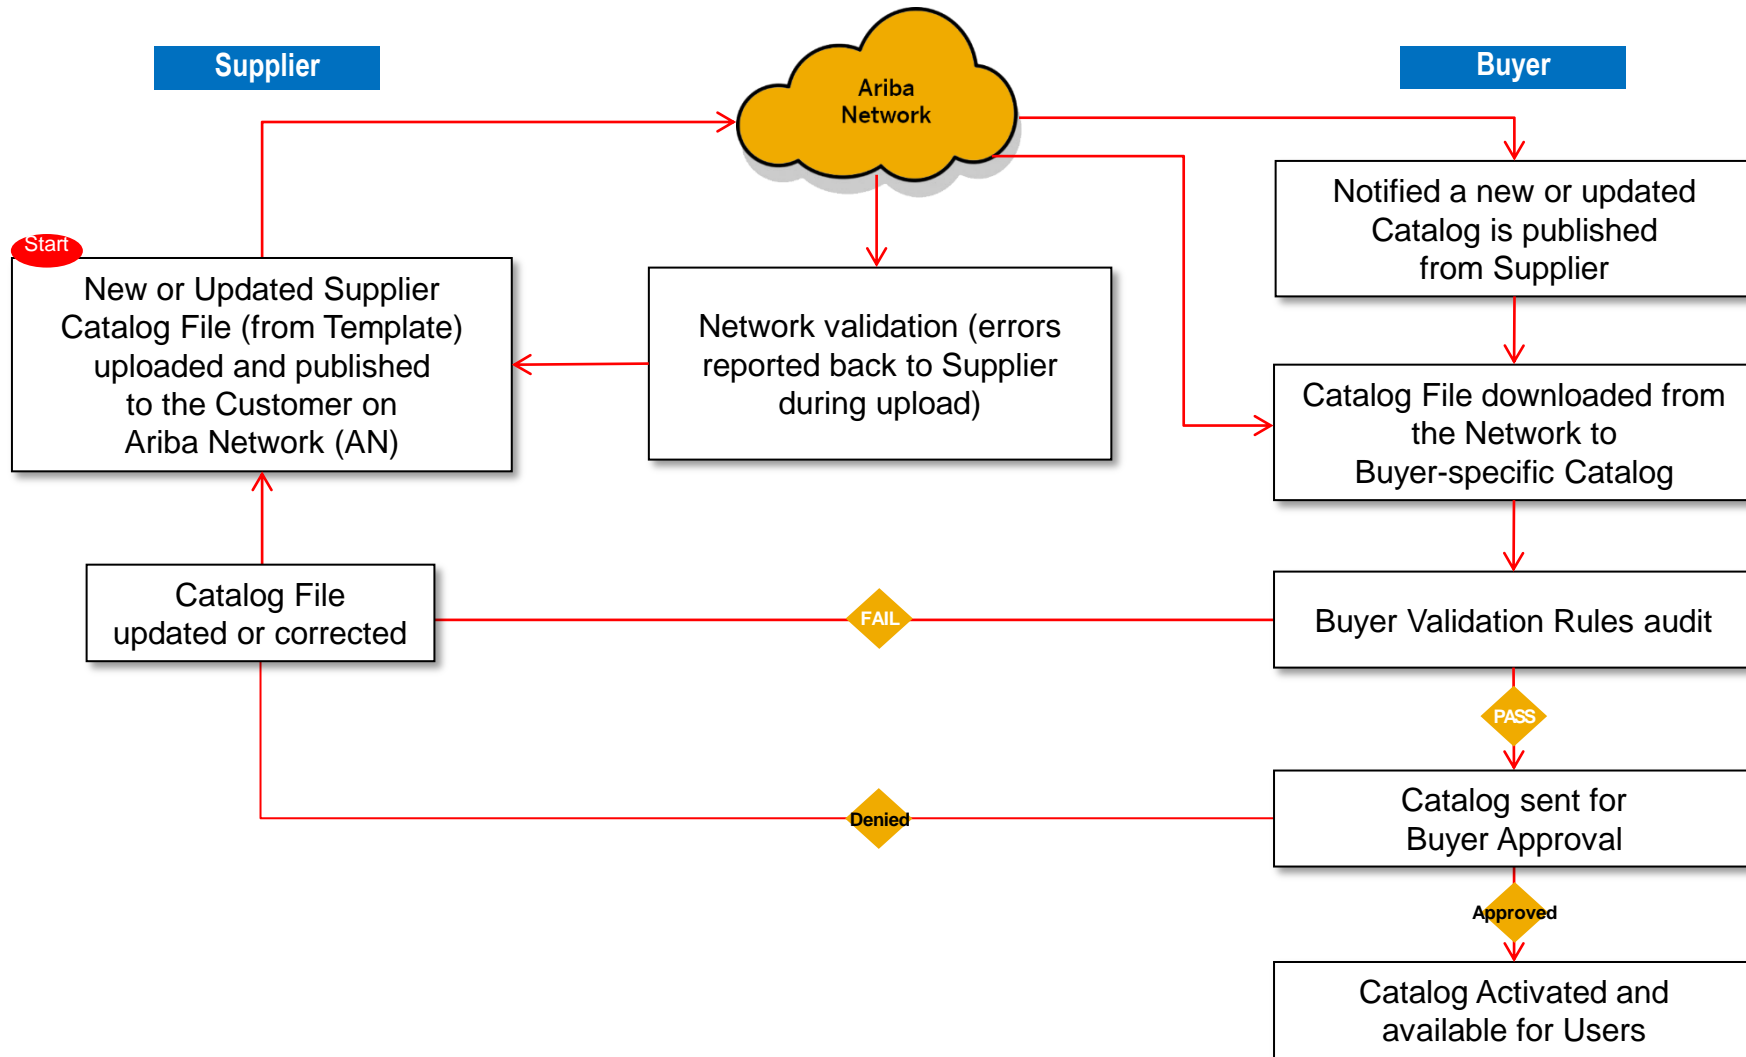 Supplier
Ariba
Network
Buyer
Start
New or Updated Supplier
Catalog File (from Template)
uploaded and published
to the Customer on
Ariba Network (AN)
Network validation (errors
reported back to Supplier
during upload)
Notified a new or updated
Catalog is published
from Supplier
Catalog File downloaded from
the Network to
Buyer-specific Catalog
Catalog File
updated or corrected
FAIL
Buyer Validation Rules audit
PASS
Denied
Catalog sent for
Buyer Approval
Approved
Catalog Activated and
available for Users